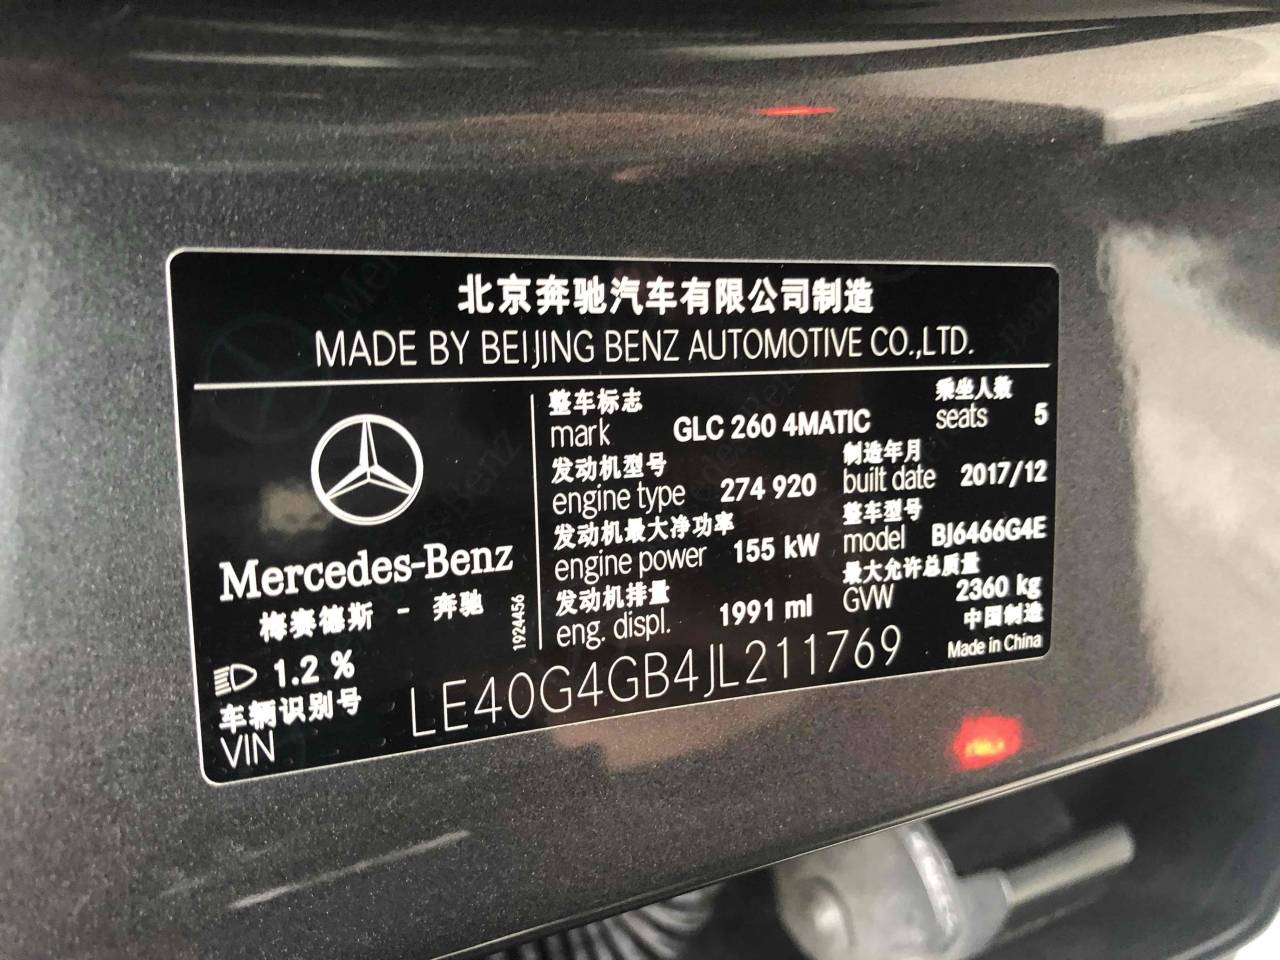 北京奔驰汽车有限公司制造
MADE BY BEIJING BENZ AUTOMOTIVE CO.,LTD.
Mercedes-Benz
梅赛德斯 - 奔驰
1924456
整车标志
mark GLC 260 4MATIC
乘坐人数
seats 5
发动机型号
engine type 274 920
制造年月
built date 2017/12
发动机最大净功率
engine power 155 kW
整车型号
model BJ6466G4E
发动机排量
eng. displ. 1991 ml
最大允许总质量
GVW 2360 kg
中国制造
Made in China
1.2 %
车辆识别号
VIN LE40G4GB4JL211769